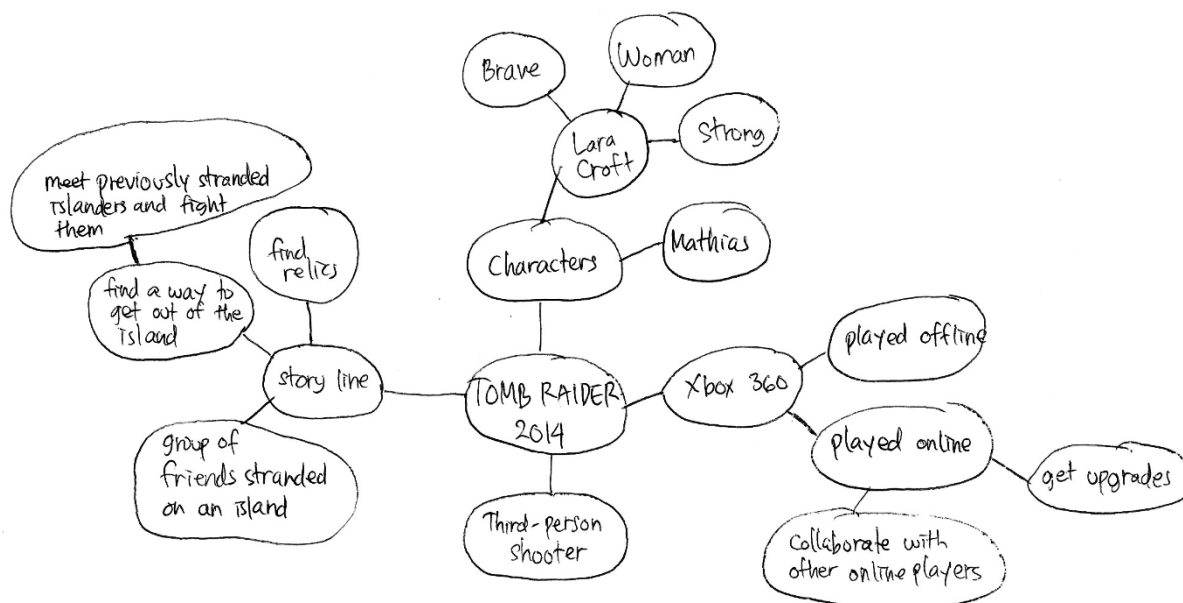 Brave
Woman
Lara
Croft
Strong
Characters
Mathias
meet previously stranded
islanders and fight
them
find
relics
find a way to
get out of the
island
story line
group of
friends stranded
on an island
TOMB RAIDER
2014
Third-person
shooter
Xbox 360
played offline
played online
get upgrades
Collaborate with
other online players